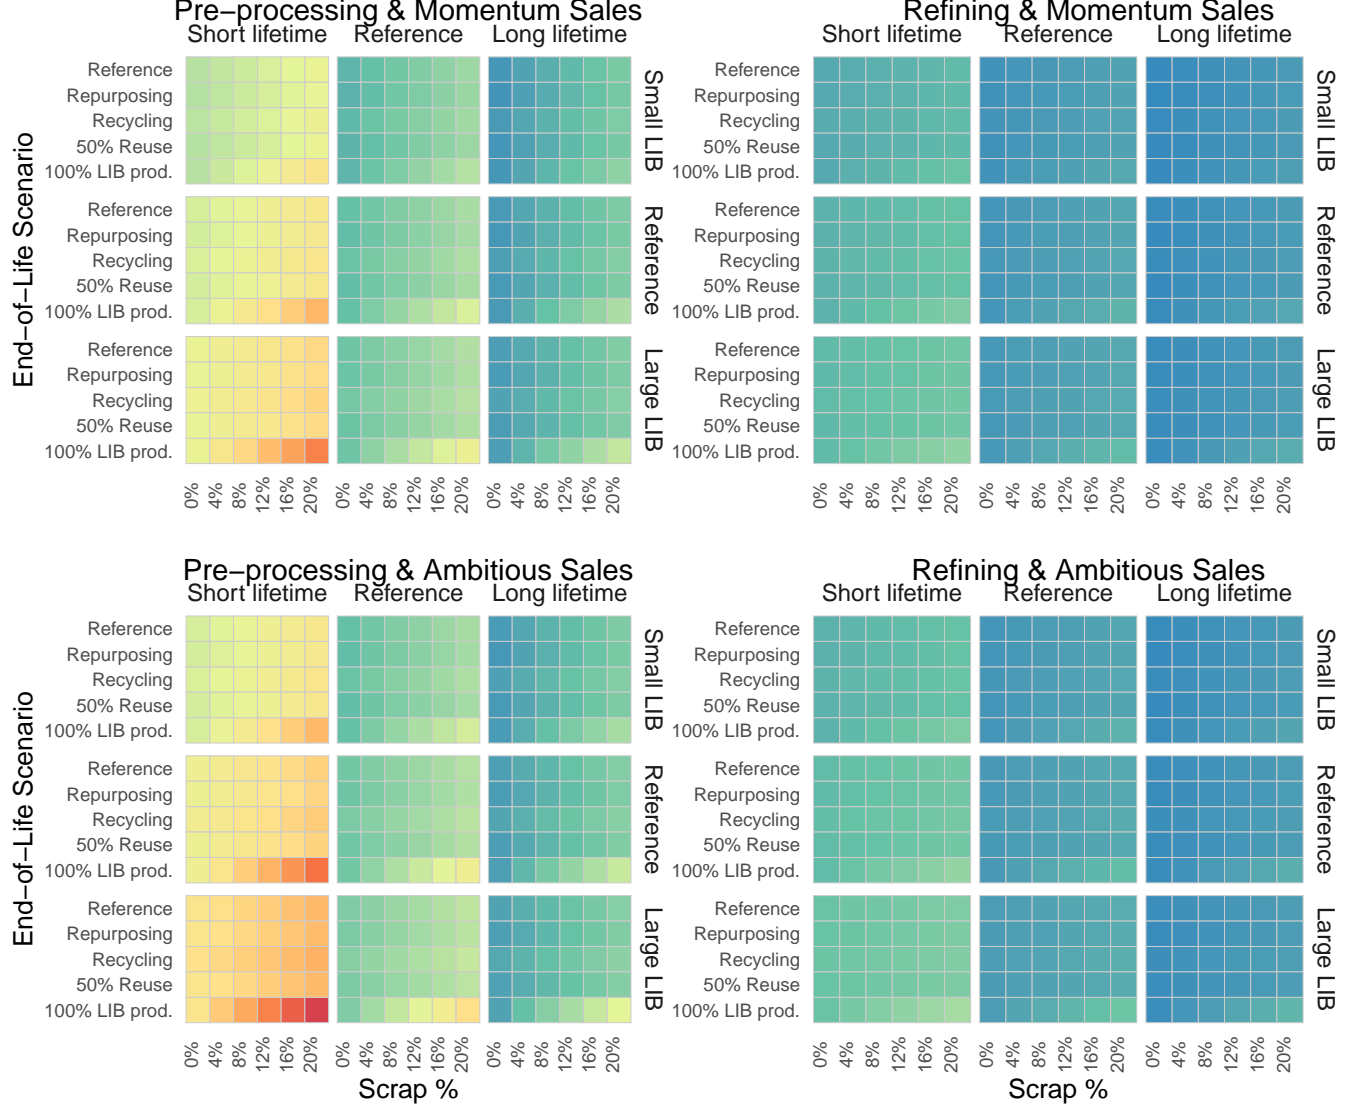 Pre−processing & Momentum Sales
Short lifetime Reference Long lifetime
Reference
Repurposing
Recycling
50% Reuse
100% LIB prod.
Small LIB
Reference
Repurposing
Recycling
50% Reuse
100% LIB prod.
Reference
Reference
Repurposing
Recycling
50% Reuse
100% LIB prod.
Large LIB
End−of−Life Scenario
0% 4% 8% 12% 16% 20% 0% 4% 8% 12% 16% 20% 0% 4% 8% 12% 16% 20%
Refining & Momentum Sales
Short lifetime Reference Long lifetime
Reference
Repurposing
Recycling
50% Reuse
100% LIB prod.
Small LIB
Reference
Repurposing
Recycling
50% Reuse
100% LIB prod.
Reference
Reference
Repurposing
Recycling
50% Reuse
100% LIB prod.
Large LIB
0% 4% 8% 12% 16% 20% 0% 4% 8% 12% 16% 20% 0% 4% 8% 12% 16% 20%
Pre−processing & Ambitious Sales
Short lifetime Reference Long lifetime
Reference
Repurposing
Recycling
50% Reuse
100% LIB prod.
Small LIB
Reference
Repurposing
Recycling
50% Reuse
100% LIB prod.
Reference
Reference
Repurposing
Recycling
50% Reuse
100% LIB prod.
Large LIB
End−of−Life Scenario
0% 4% 8% 12% 16% 20% 0% 4% 8% 12% 16% 20% 0% 4% 8% 12% 16% 20%
Scrap %
Refining & Ambitious Sales
Short lifetime Reference Long lifetime
Reference
Repurposing
Recycling
50% Reuse
100% LIB prod.
Small LIB
Reference
Repurposing
Recycling
50% Reuse
100% LIB prod.
Reference
Reference
Repurposing
Recycling
50% Reuse
100% LIB prod.
Large LIB
0% 4% 8% 12% 16% 20% 0% 4% 8% 12% 16% 20% 0% 4% 8% 12% 16% 20%
Scrap %